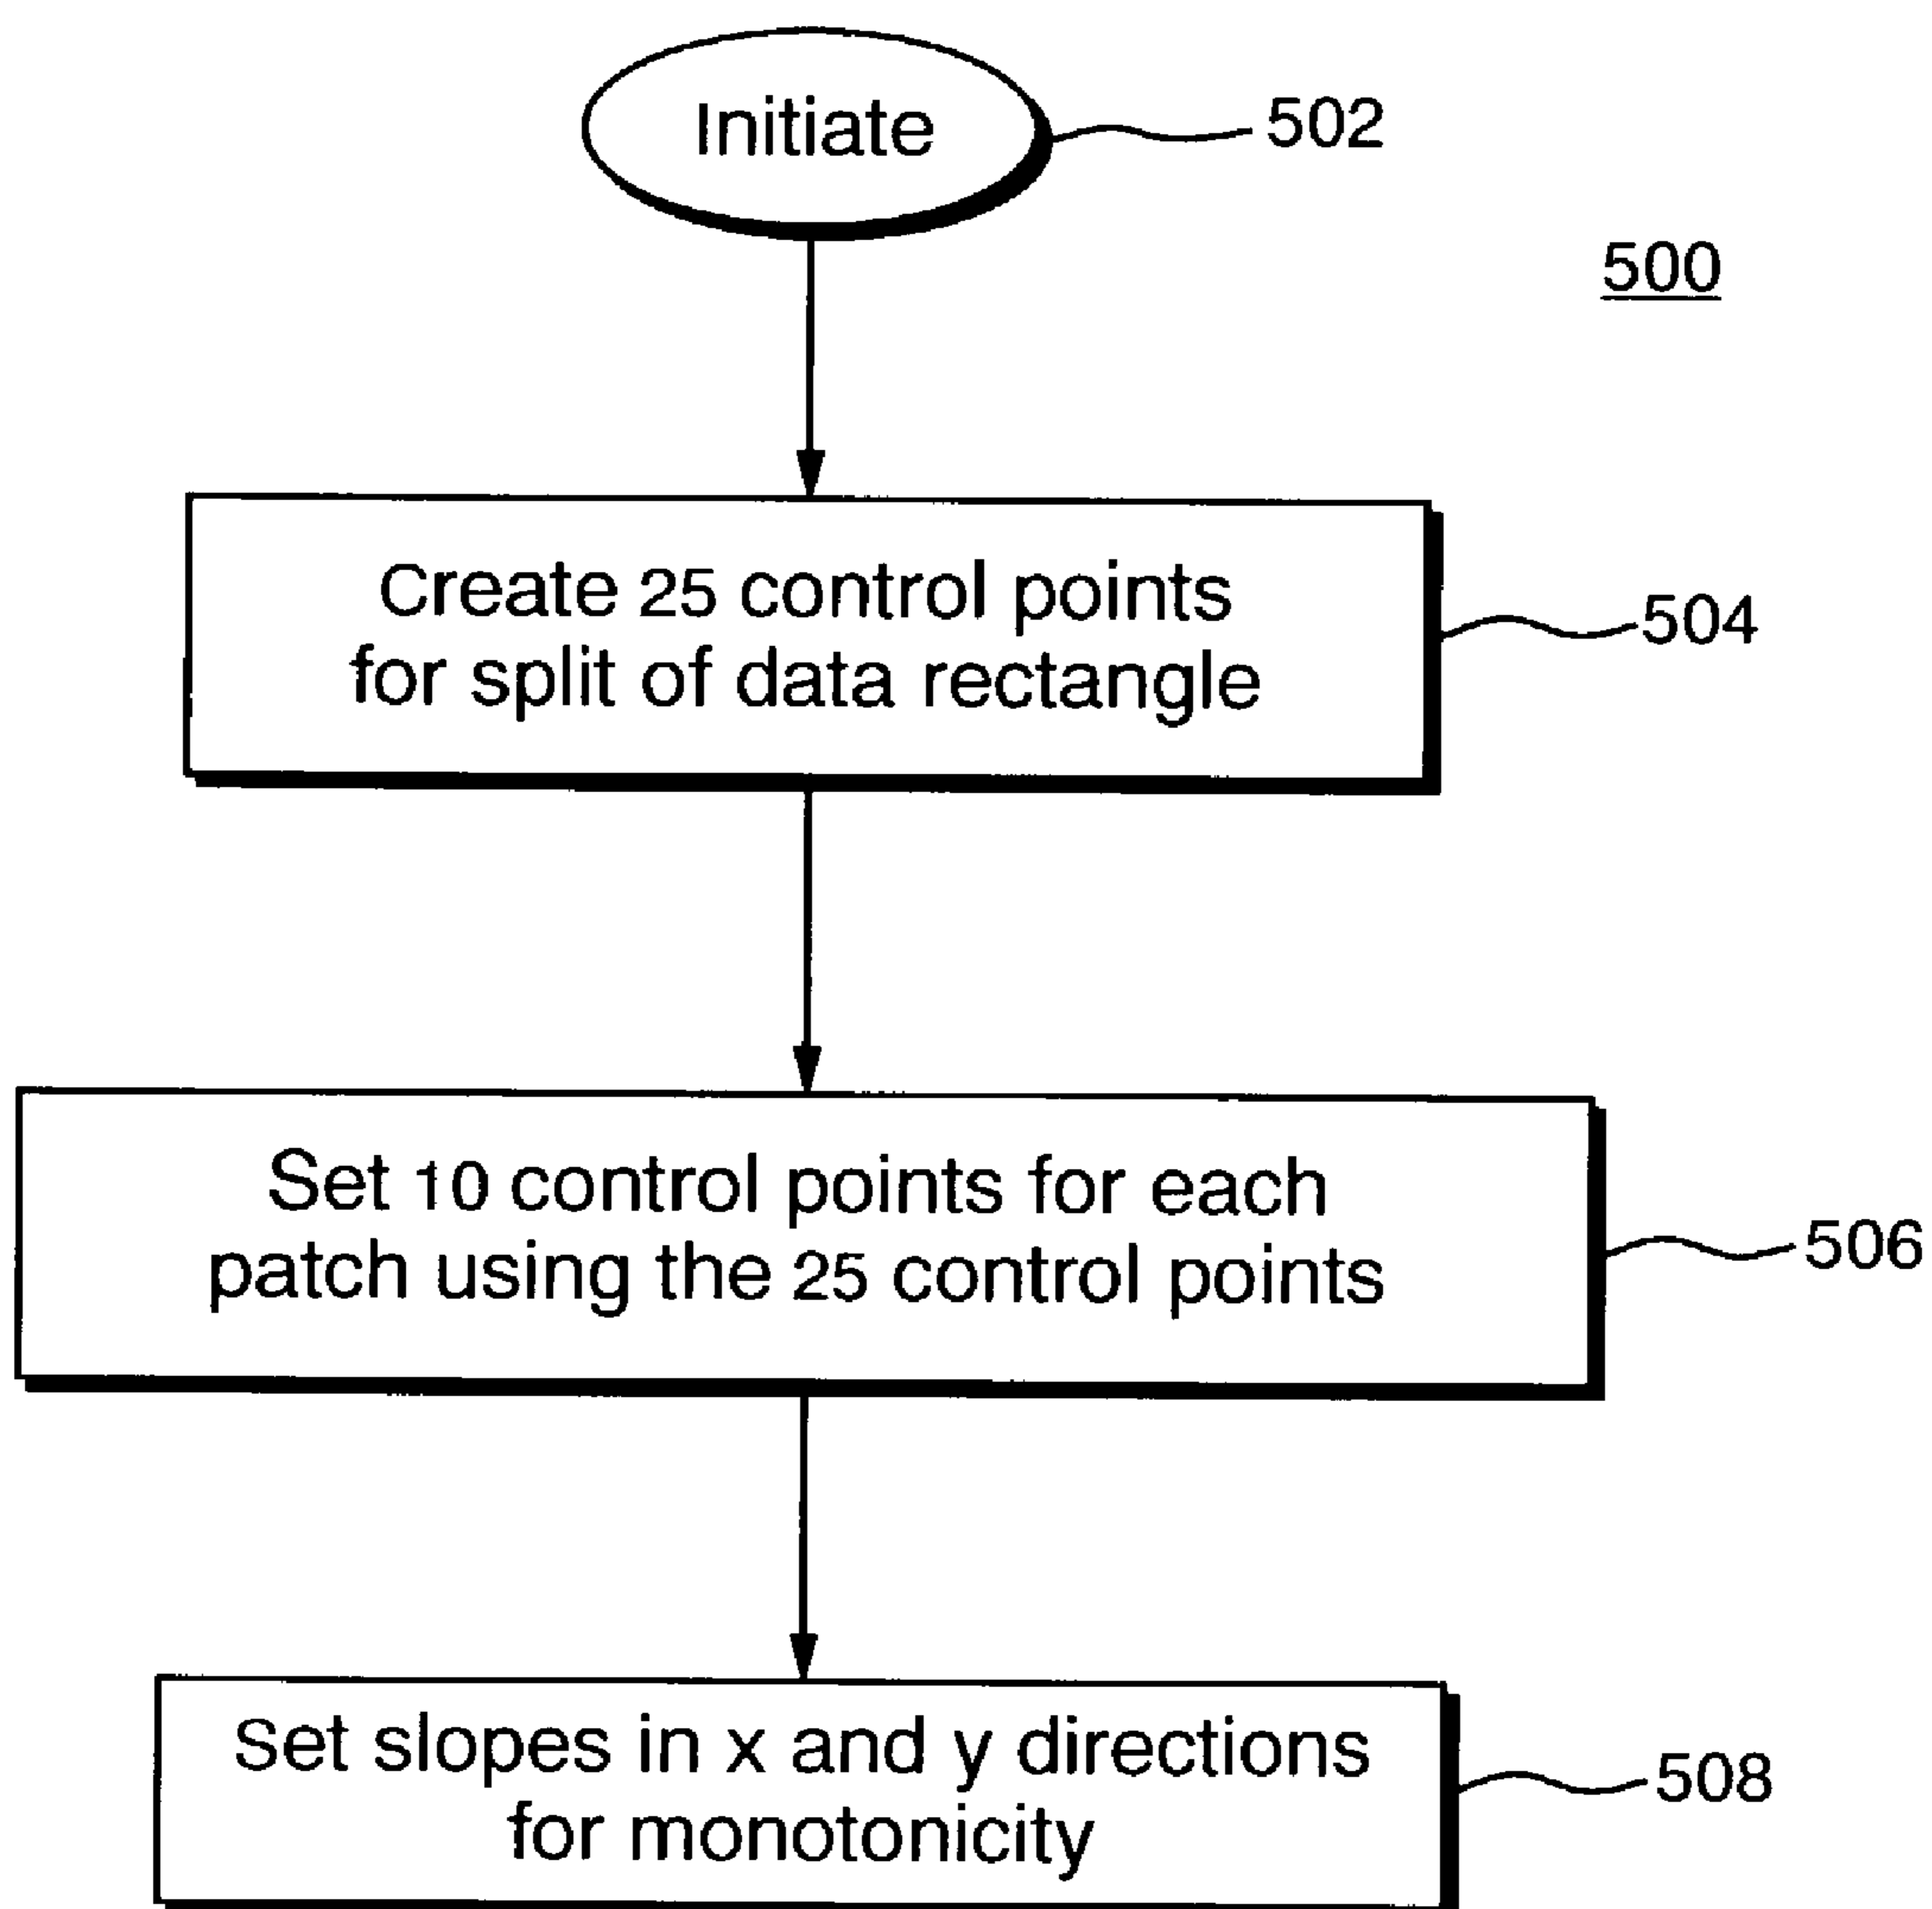 Initiate
502
500
Create 25 control points
for split of data rectangle
504
Set 10 control points for each
patch using the 25 control points
506
Set slopes in x and y directions
for monotonicity
508